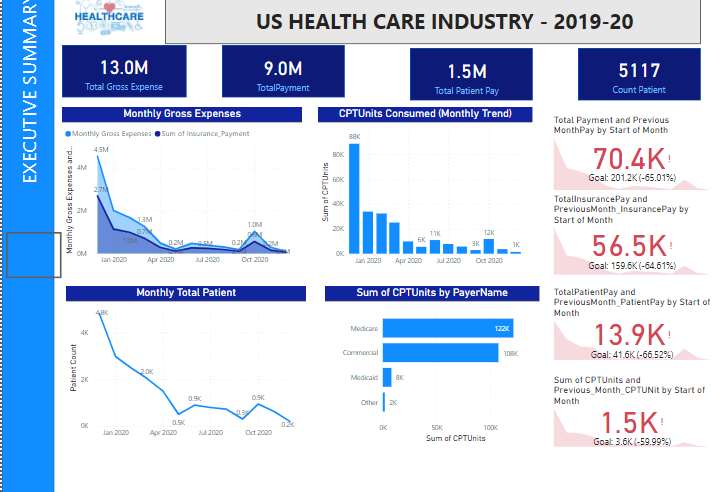 HEALTHCARE
US HEALTH CARE INDUSTRY - 2019-20
EXECUTIVE SUMMARY
13.0M
Total Gross Expense
9.0M
TotalPayment
1.5M
Total Patient Pay
5117
Count Patient
Monthly Gross Expenses
Monthly Gross Expenses Sum of Insurance_Payment
Monthly Gross Expenses and...
4M
2M
0M
4.5M
2.7M
1.3M
0.7M
1.0M
0.2M
0.5M
0.2M
1.0M
0.2M
Jan 2020 Apr 2020 Jul 2020 Oct 2020
CPTUnits Consumed (Monthly Trend)
Sum of CPTUnits
80K
60K
40K
20K
0K
88K
6K
11K
3K
12K
1K
Jan 2020 Apr 2020 Jul 2020 Oct 2020
Total Payment and Previous
MonthPay by Start of Month
70.4K!
Goal: 201.2K (-65.01%)
TotalInsurancePay and
PreviousMonth_InsurancePay by
Start of Month
56.5K!
Goal: 159.6K (-64.61%)
Monthly Total Patient
Patient Count
4K
2K
0K
4.8K
2.0K
0.5K
0.9K
0.3K
0.9K
0.2K
Jan 2020 Apr 2020 Jul 2020 Oct 2020
Sum of CPTUnits by PayerName
Medicare 122K
Commercial 108K
Medicaid 8K
Other 2K
0K 50K 100K
Sum of CPTUnits
TotalPatientPay and
PreviousMonth_PatientPay by Start of
Month
13.9K!
Goal: 41.6K (-66.52%)
Sum of CPTUnits and
Previous_Month_CPTUNit by Start of
Month
1.5K!
Goal: 3.6K (-59.99%)